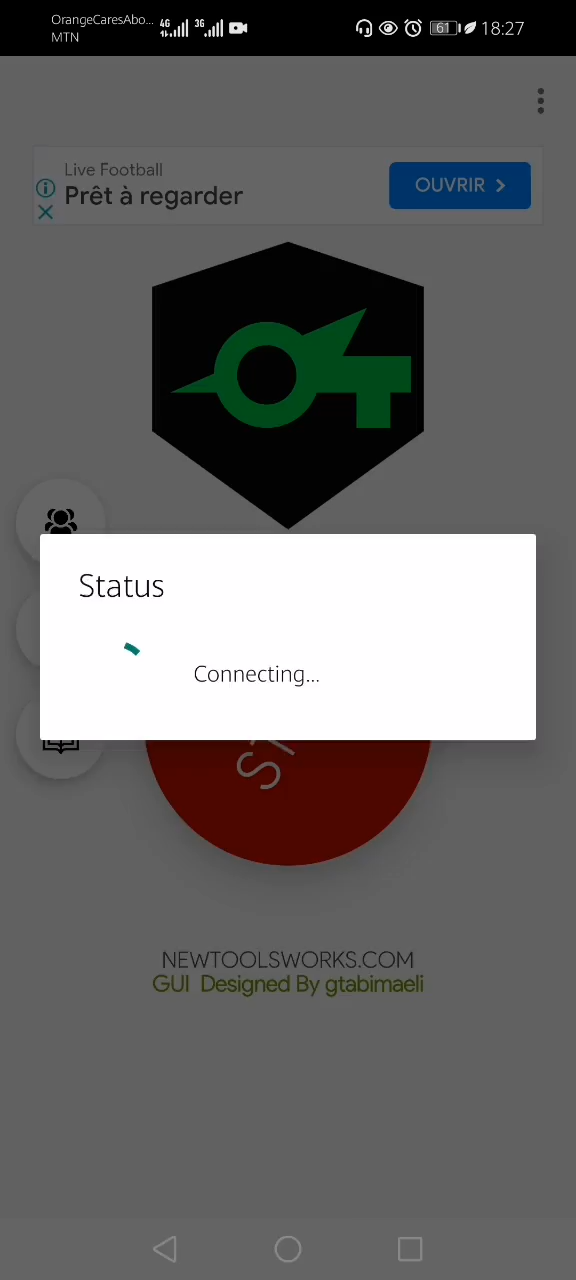 OrangeCaresAbo...
MTN
4G
3G
61
18:27
Live Football
Prêt à regarder
OUVRIR
Status
Connecting...
NEWTOOLSWORKS.COM
GUI Designed By gtabimaeli